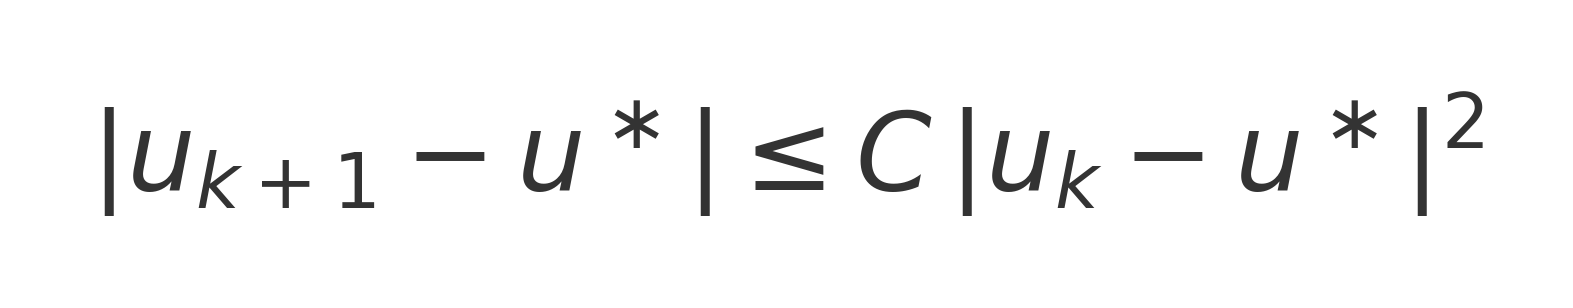 |u_{k+1} − u*| ≤ C |u_k − u*|²